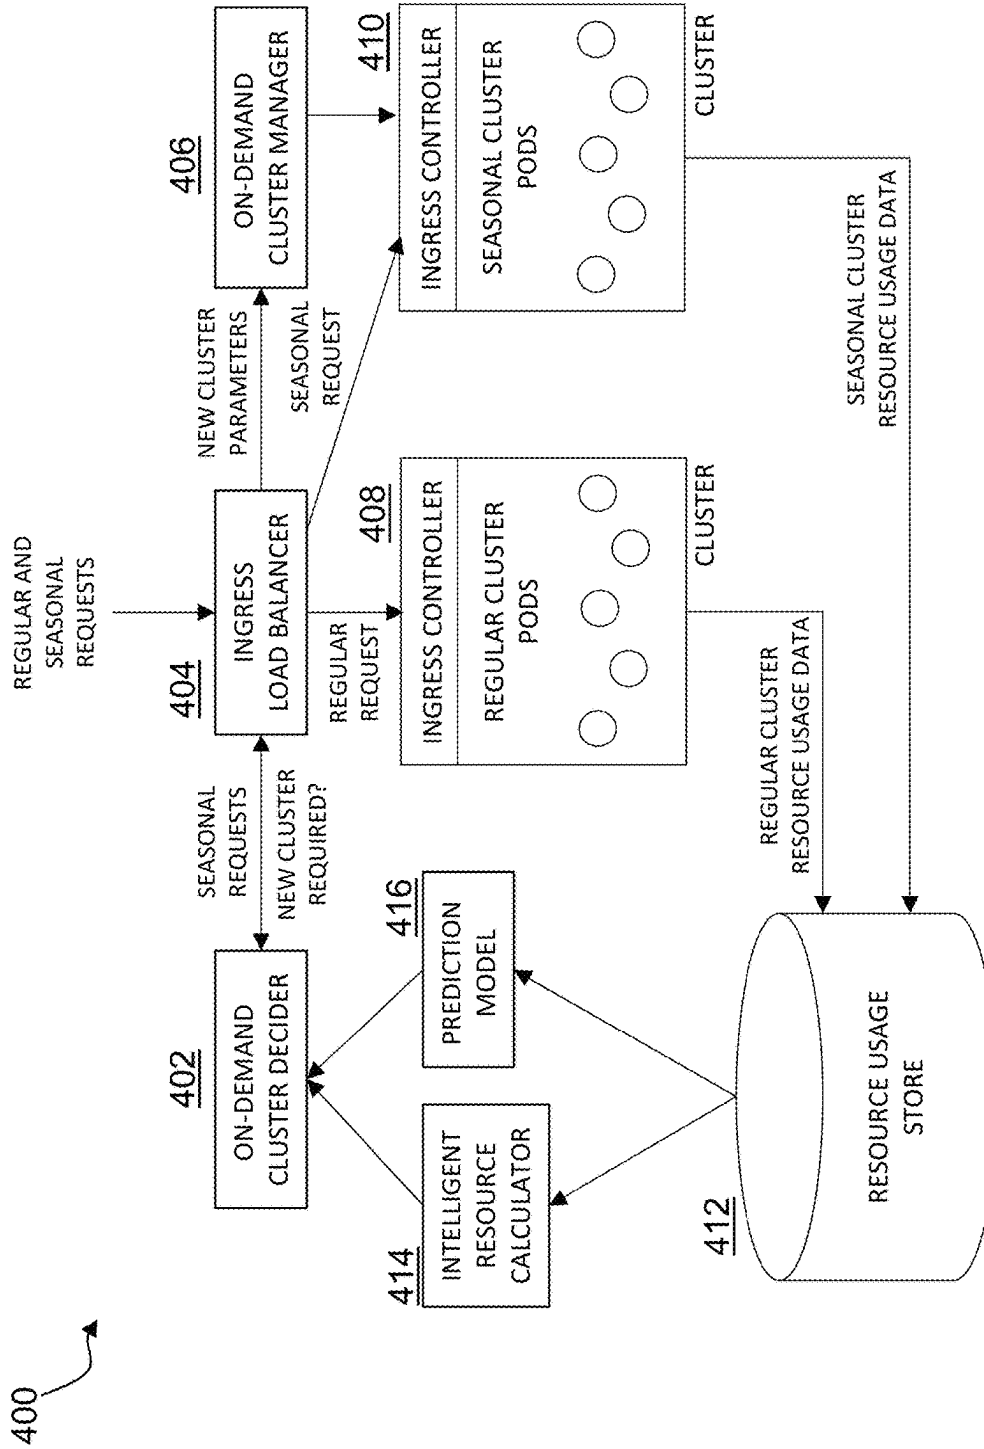 400
REGULAR AND
SEASONAL
REQUESTS
402
ON-DEMAND
CLUSTER DECIDER
SEASONAL
REQUESTS
NEW CLUSTER
REQUIRED?
404
INGRESS
LOAD BALANCER
NEW CLUSTER
PARAMETERS
SEASONAL
REQUEST
406
ON-DEMAND
CLUSTER MANAGER
REGULAR
REQUEST
414
INTELLIGENT
RESOURCE
CALCULATOR
416
PREDICTION
MODEL
408
INGRESS CONTROLLER
REGULAR CLUSTER
PODS
CLUSTER
410
INGRESS CONTROLLER
SEASONAL CLUSTER
PODS
CLUSTER
412
RESOURCE USAGE
STORE
REGULAR CLUSTER
RESOURCE USAGE DATA
SEASONAL CLUSTER
RESOURCE USAGE DATA